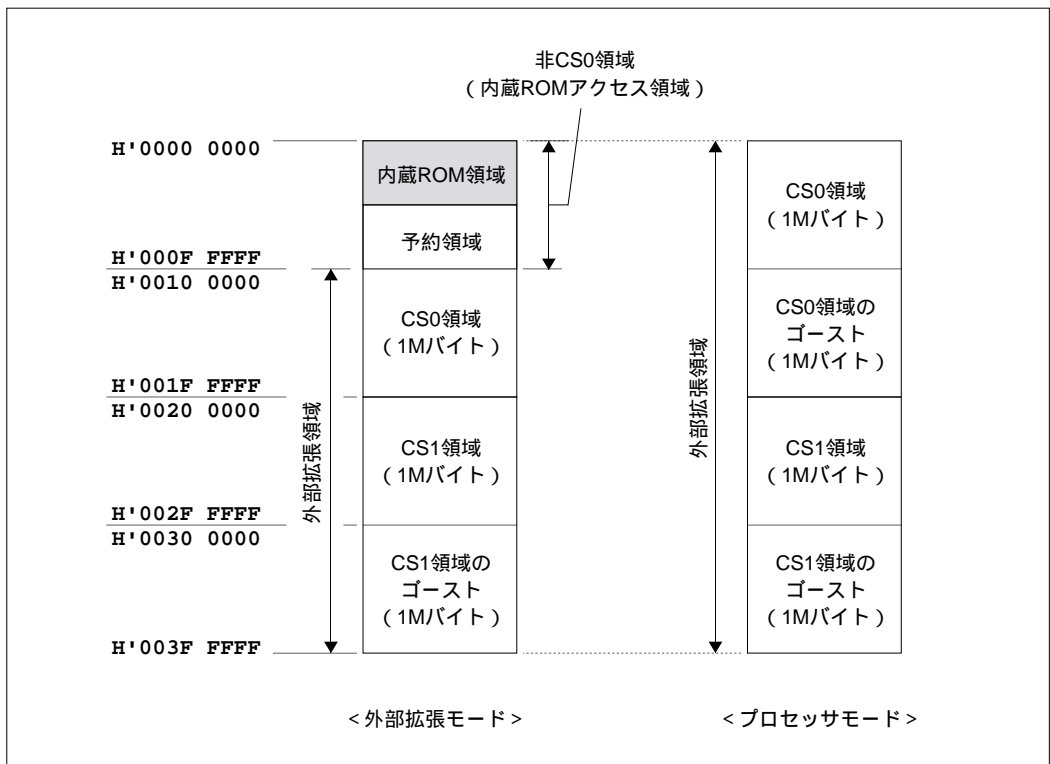 非CS0領域
（内蔵ROMアクセス領域）
H'0000 0000
H'000F FFFF
H'0010 0000
H'001F FFFF
H'0020 0000
H'002F FFFF
H'0030 0000
H'003F FFFF
外部拡張領域
内蔵ROM領域
予約領域
CS0領域
（1Mバイト）
CS1領域
（1Mバイト）
CS1領域の
ゴースト
（1Mバイト）
<外部拡張モード>
外部拡張領域
CS0領域
（1Mバイト）
CS0領域の
ゴースト
（1Mバイト）
CS1領域
（1Mバイト）
CS1領域の
ゴースト
（1Mバイト）
<プロセッサモード>